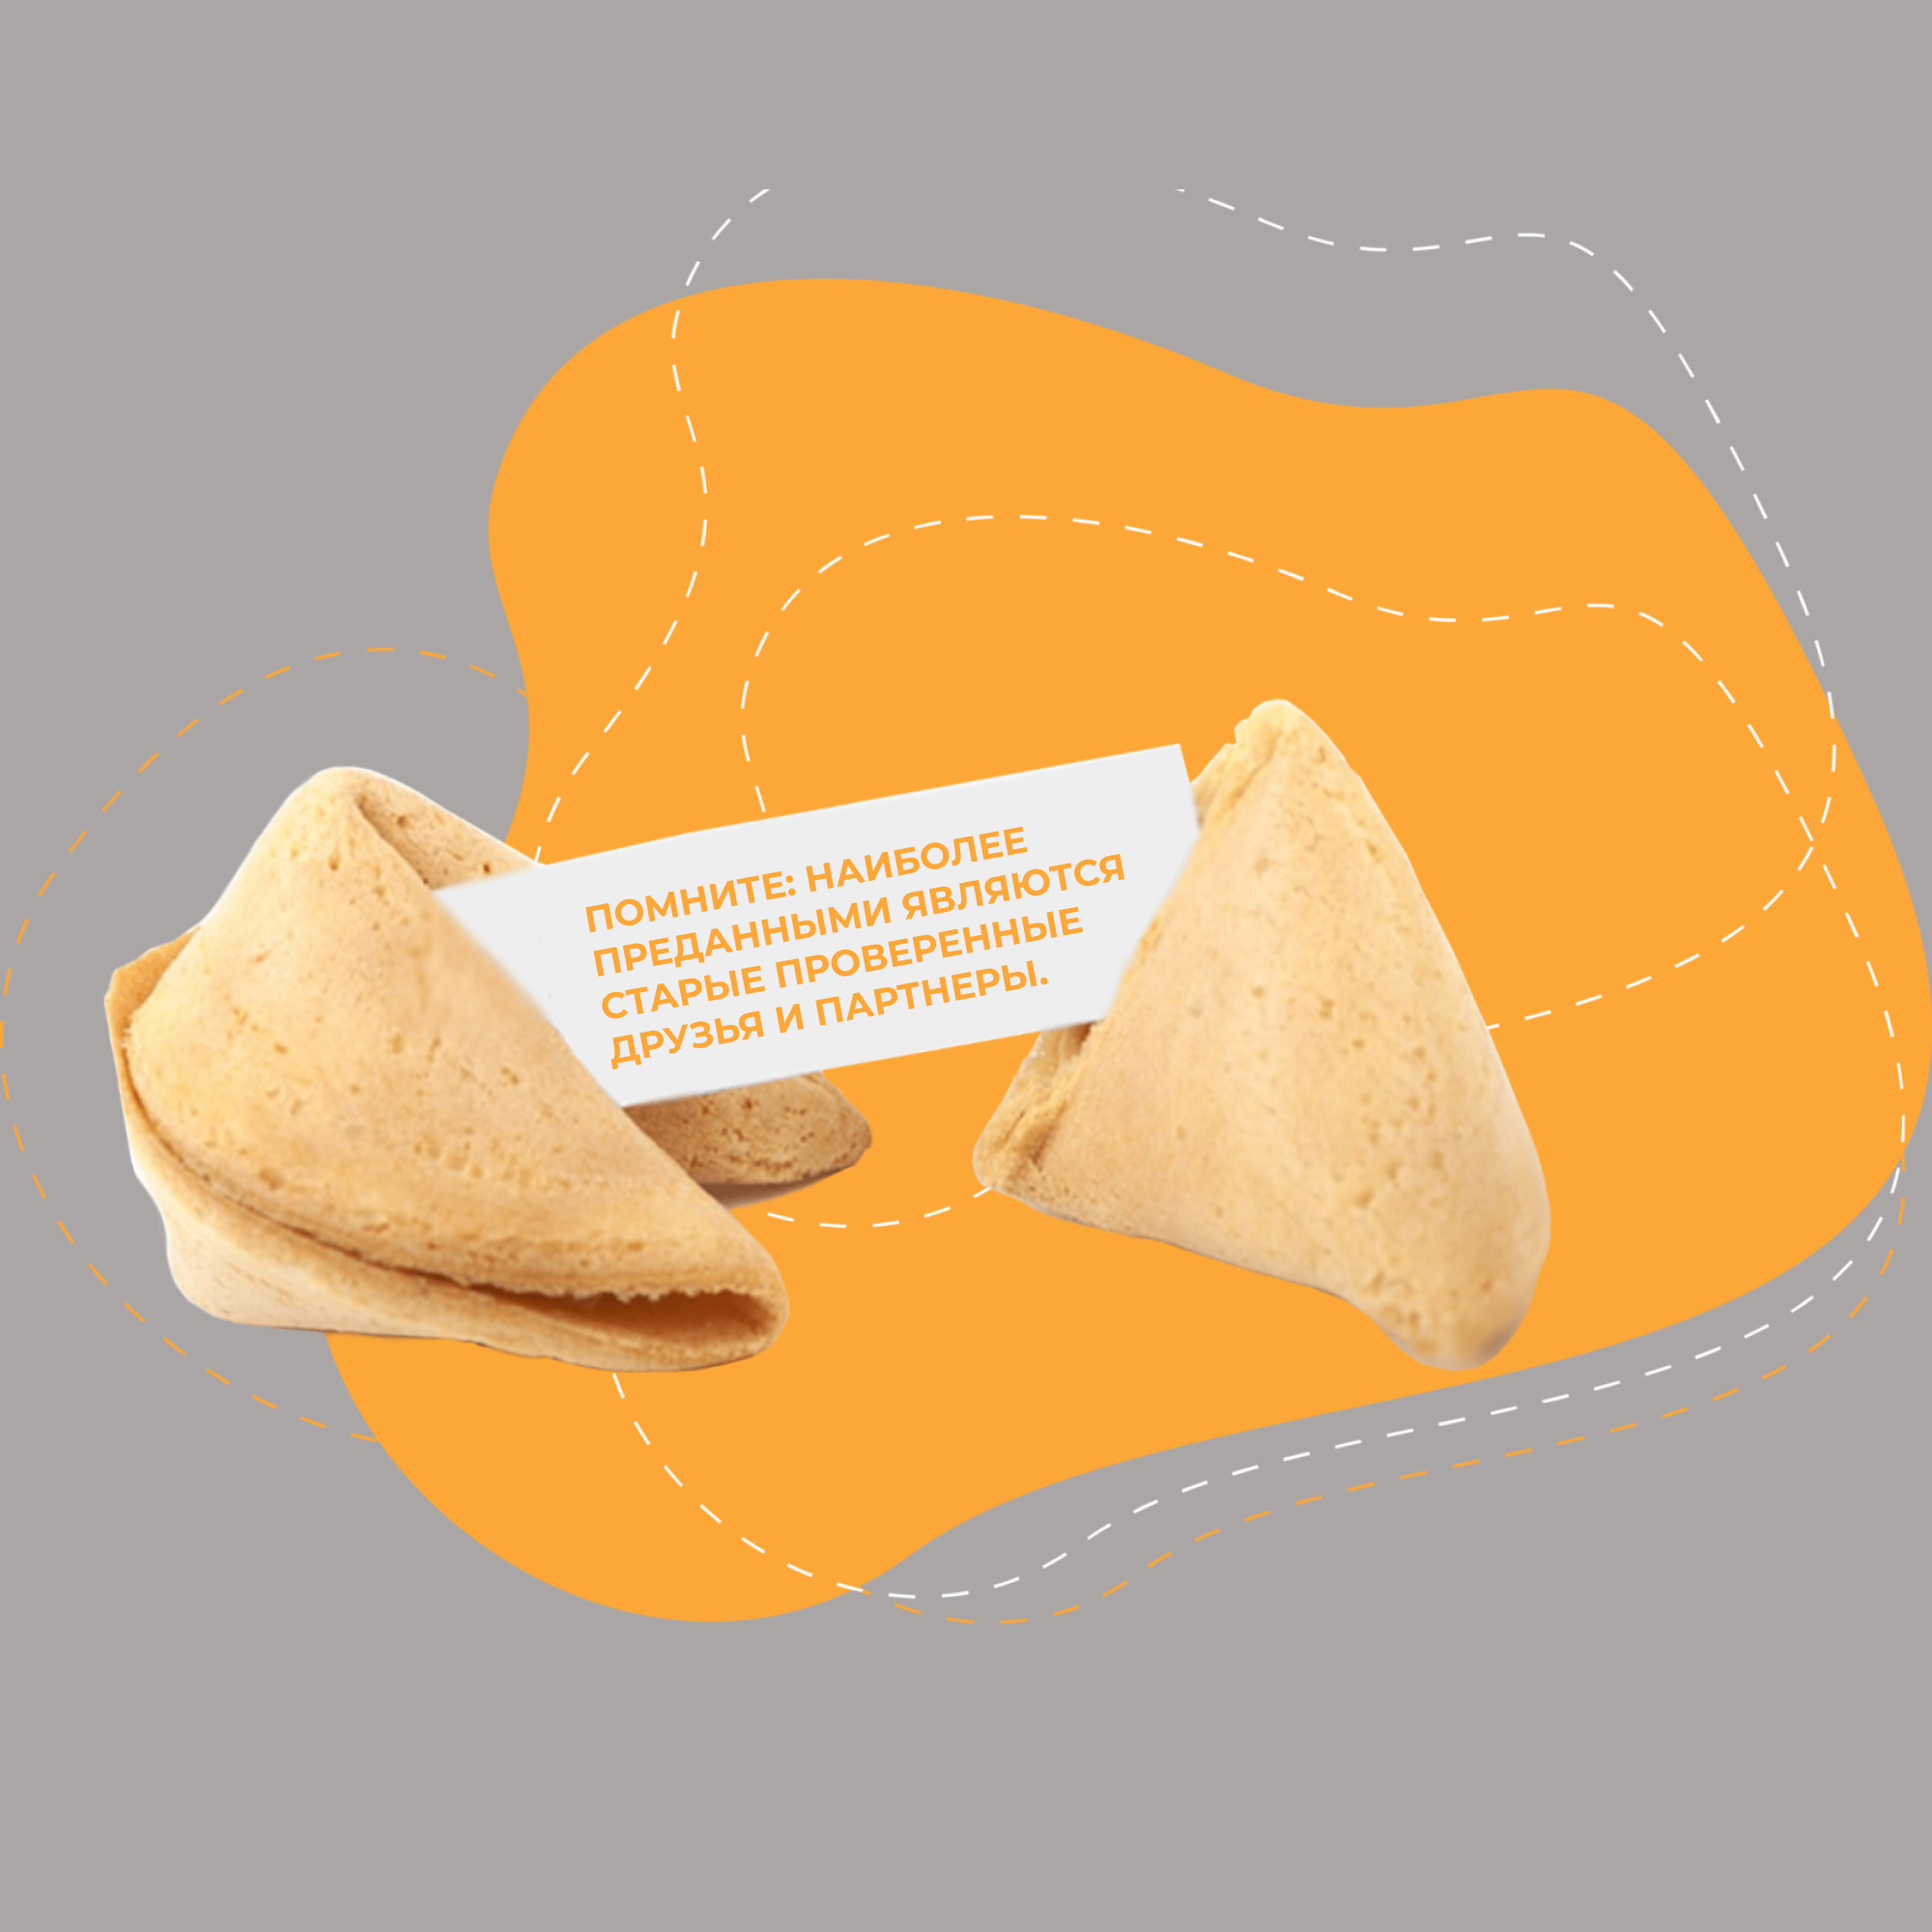 ПОМНИТЕ: НАИБОЛЕЕ
ПРЕДАННЫМИ ЯВЛЯЮТСЯ
СТАРЫЕ ПРОВЕРЕННЫЕ
ДРУЗЬЯ И ПАРТНЕРЫ.